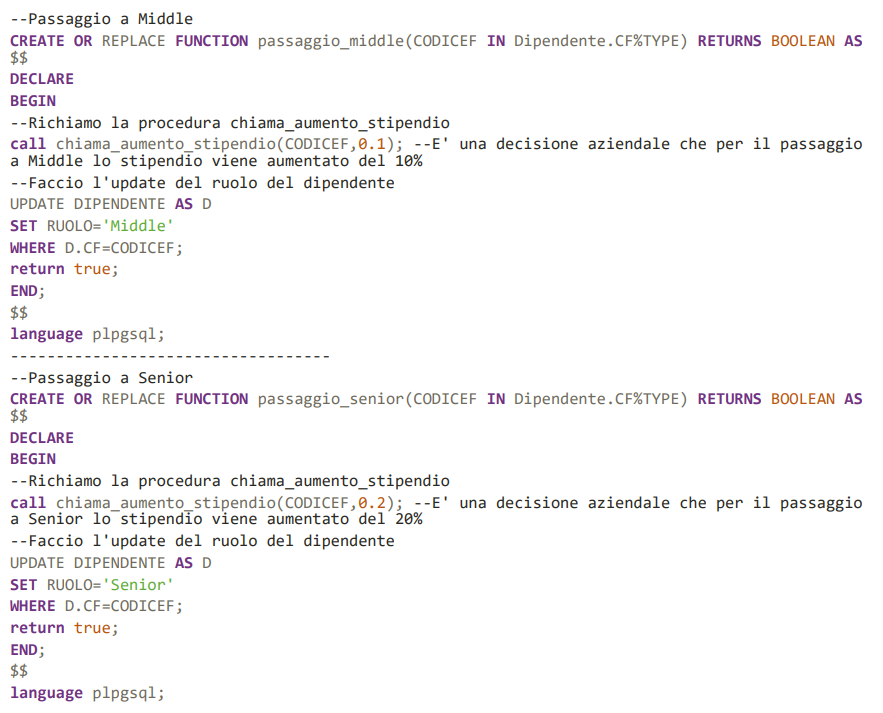 --Passaggio a Middle
CREATE OR REPLACE FUNCTION passaggio_middle(CODICEF IN Dipendente.CF%TYPE) RETURNS BOOLEAN AS
$$
DECLARE
BEGIN
--Richiamo la procedura chiama_aumento_stipendio
call chiama_aumento_stipendio(CODICEF,0.1); --E' una decisione aziendale che per il passaggio
a Middle lo stipendio viene aumentato del 10%
--Faccio l'update del ruolo del dipendente
UPDATE DIPENDENTE AS D
SET RUOLO='Middle'
WHERE D.CF=CODICEF;
return true;
END;
$$
language plpgsql;
-----------------------------------
--Passaggio a Senior
CREATE OR REPLACE FUNCTION passaggio_senior(CODICEF IN Dipendente.CF%TYPE) RETURNS BOOLEAN AS
$$
DECLARE
BEGIN
--Richiamo la procedura chiama_aumento_stipendio
call chiama_aumento_stipendio(CODICEF,0.2); --E' una decisione aziendale che per il passaggio
a Senior lo stipendio viene aumentato del 20%
--Faccio l'update del ruolo del dipendente
UPDATE DIPENDENTE AS D
SET RUOLO='Senior'
WHERE D.CF=CODICEF;
return true;
END;
$$
language plpgsql;